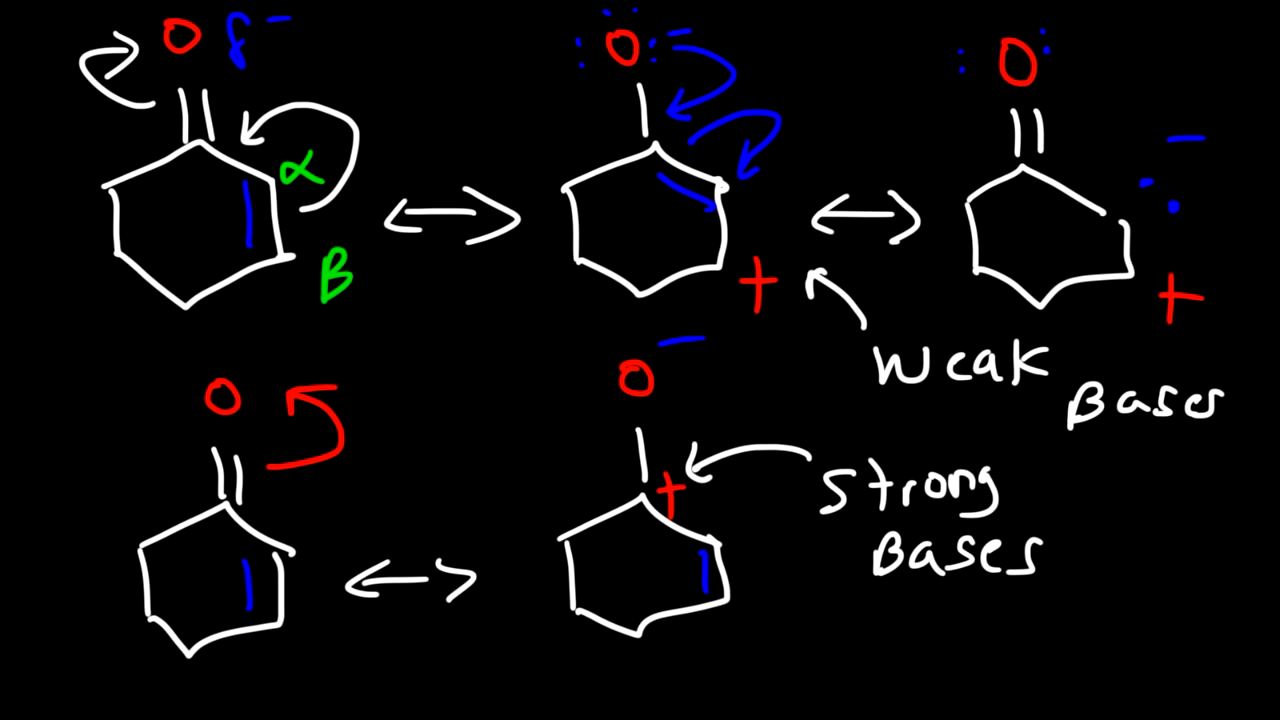 O δ⁻
:Ö:⁻
:O:
α
β
+
−
:
+
Weak
Bases
O
O⁻
+
Strong
Bases